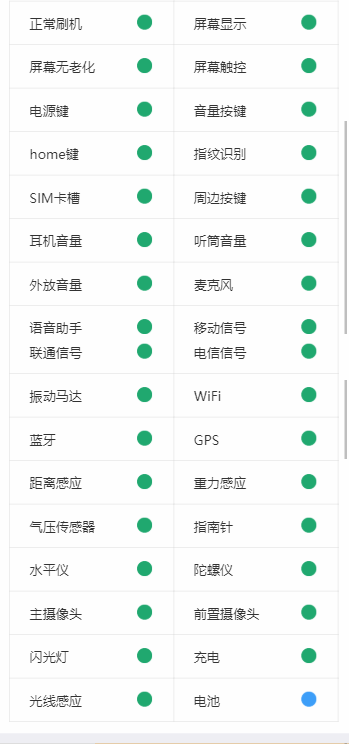 正常刷机 屏幕显示
屏幕无老化 屏幕触控
电源键 音量按键
home键 指纹识别
SIM卡槽 周边按键
耳机音量 听筒音量
外放音量 麦克风
语音助手 移动信号
联通信号 电信信号
振动马达 WiFi
蓝牙 GPS
距离感应 重力感应
气压传感器 指南针
水平仪 陀螺仪
主摄像头 前置摄像头
闪光灯 充电
光线感应 电池